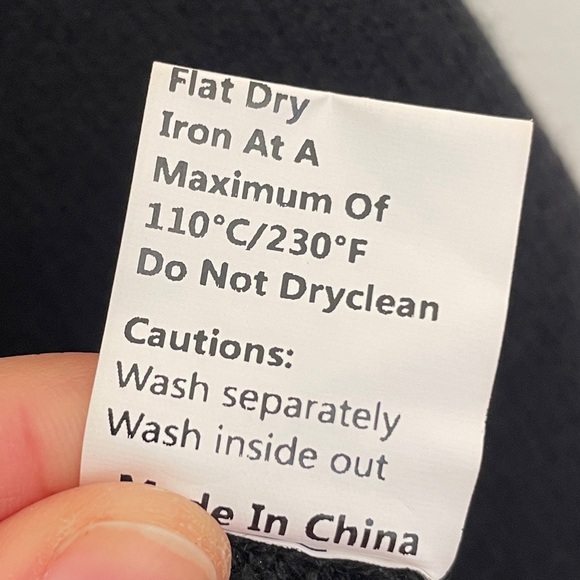 Flat Dry
Iron At A
Maximum Of
110°C/230°F
Do Not Dryclean
Cautions:
Wash separately
Wash inside out
Made In China